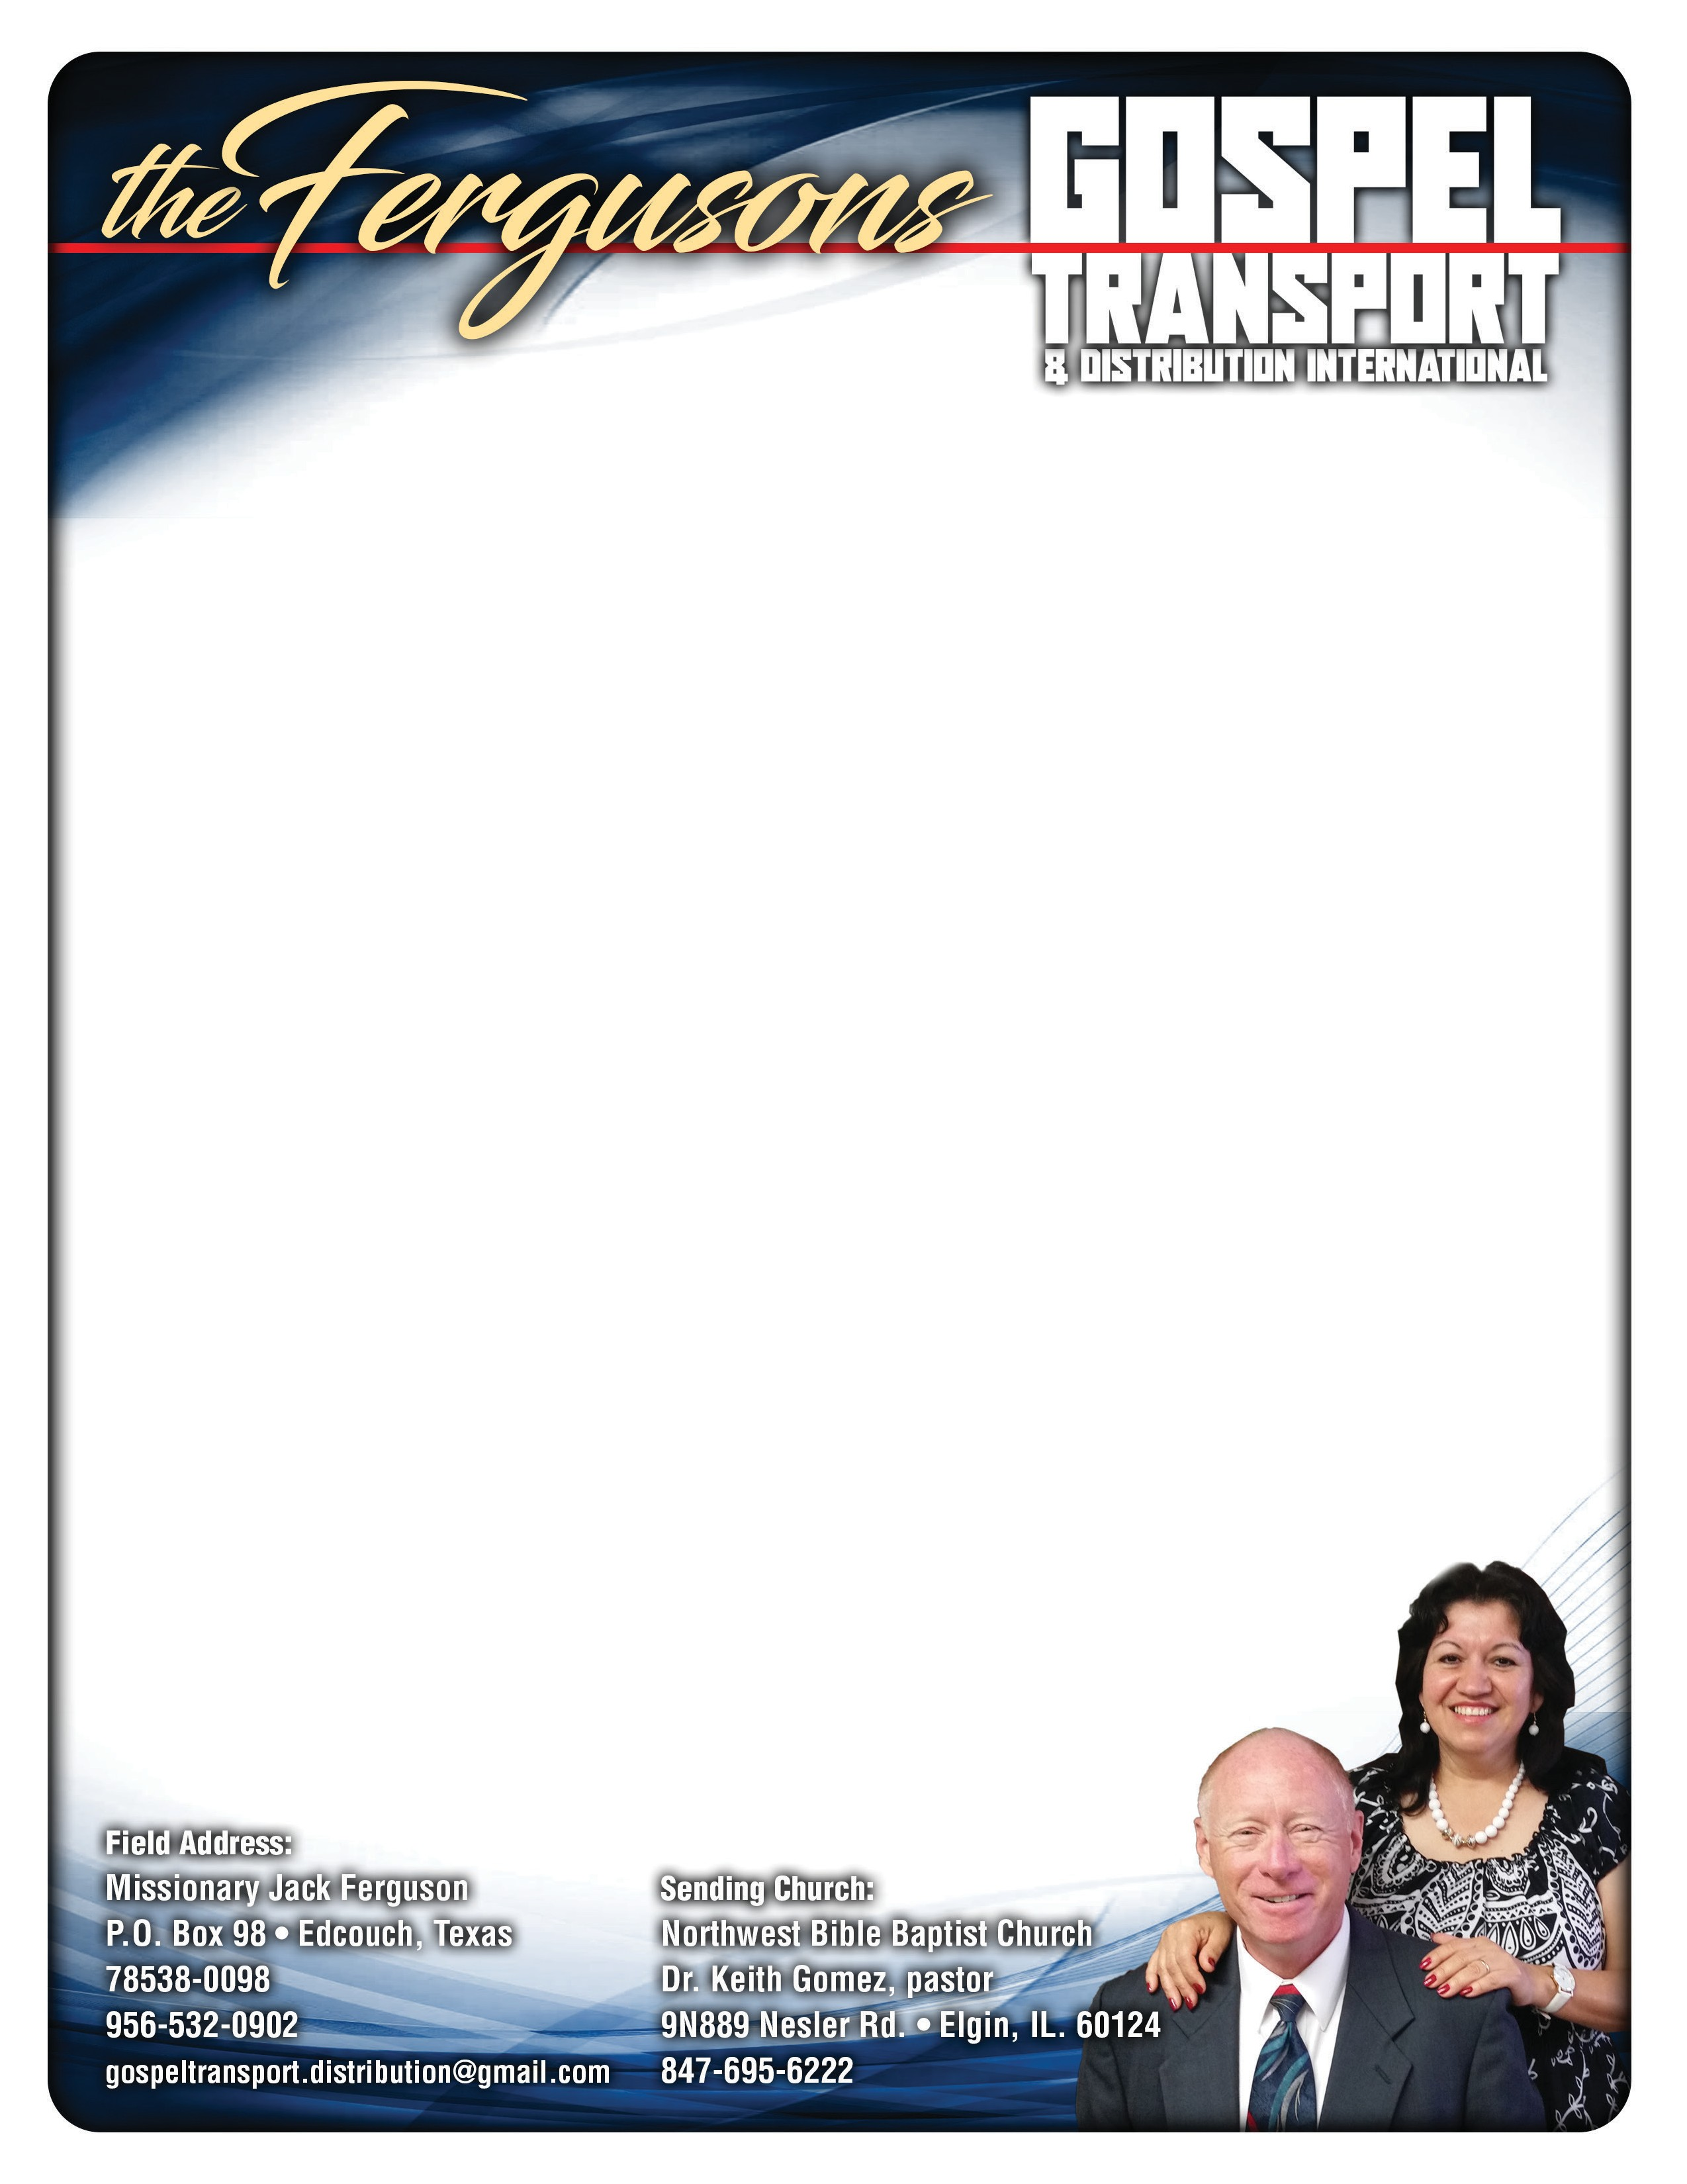 the Fergusons
GOSPEL
TRANSPORT
& DISTRIBUTION INTERNATIONAL
Field Address:
Missionary Jack Ferguson
P.O. Box 98 • Edcouch, Texas
78538-0098
956-532-0902
gospeltransport.distribution@gmail.com
Sending Church:
Northwest Bible Baptist Church
Dr. Keith Gomez, pastor
9N889 Nesler Rd. • Elgin, IL. 60124
847-695-6222